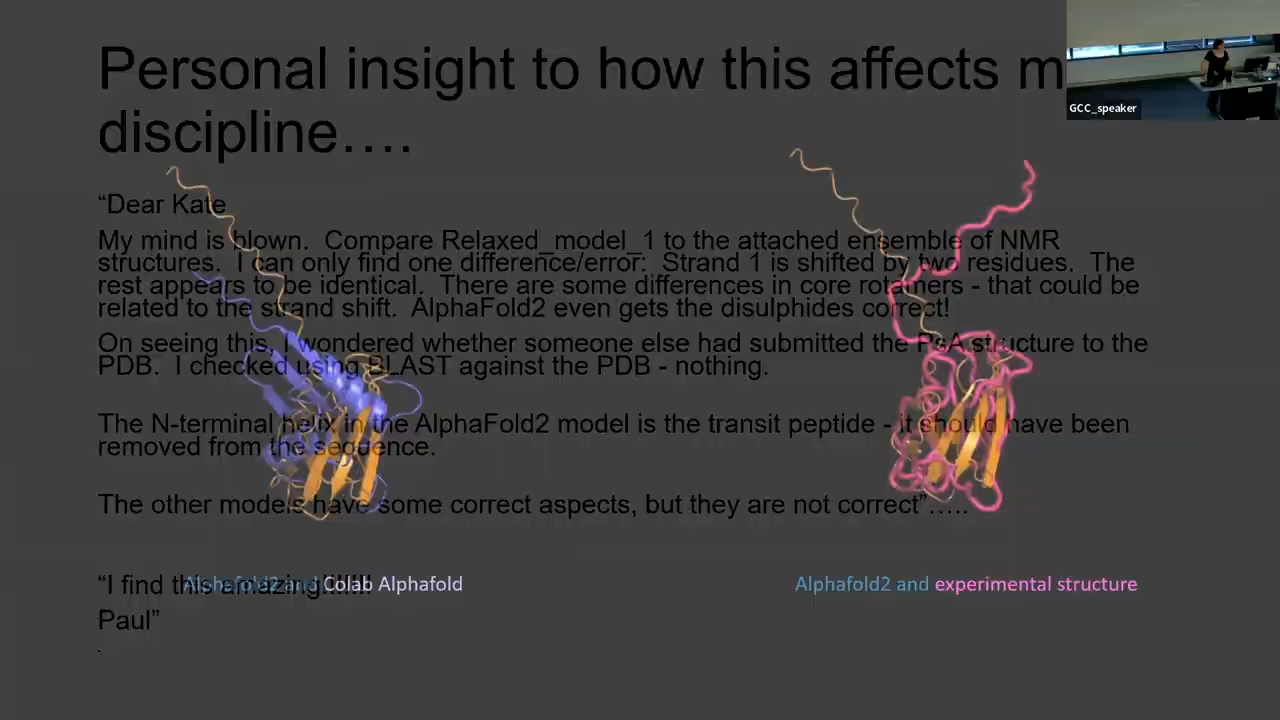 Personal insight to how this affects m
discipline….
GCC_speaker
“Dear Kate
My mind is blown. Compare Relaxed_model_1 to the attached ensemble of NMR
structures. I can only find one difference/error: Strand 1 is shifted by two residues. The
rest appears to be identical. There are some differences in core rotamers - that could be
related to the strand shift. AlphaFold2 even gets the disulphides correct!
On seeing this, I wondered whether someone else had submitted the PsA structure to the
PDB. I checked using BLAST against the PDB - nothing.
The N-terminal helix in the AlphaFold2 model is the transit peptide - it should have been
removed from the sequence.
The other models have some correct aspects, but they are not correct”…..
“I find this amazing!!!!!!!
Alphafold2 and Colab Alphafold
Alphafold2 and experimental structure
Paul”
.